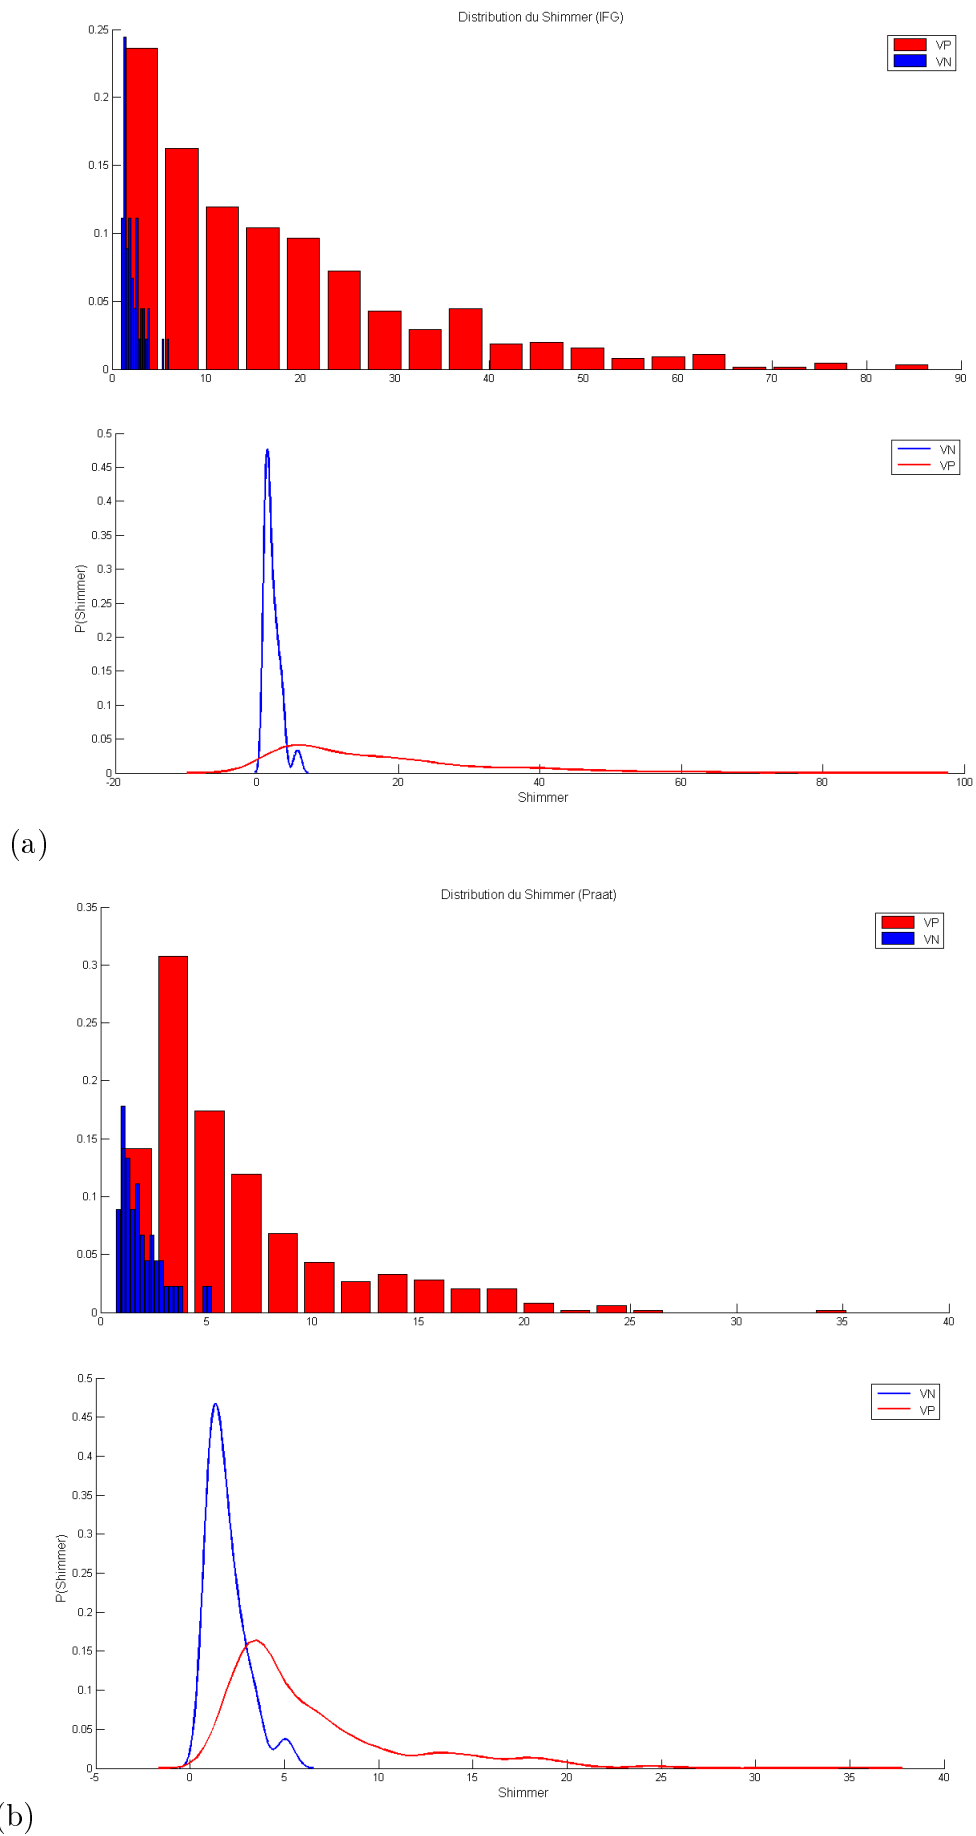 Distribution du Shimmer (IFG)
0.25
0.2
0.15
0.1
0.05
0
VP
VN
0 10 20 30 40 50 60 70 80 90
0.5
0.45
0.4
0.35
0.3
0.25
0.2
0.15
0.1
0.05
0
P(Shimmer)
VN
VP
-20 0 20 40 60 80 100
Shimmer
(a)
Distribution du Shimmer (Praat)
0.35
0.3
0.25
0.2
0.15
0.1
0.05
0
VP
VN
0 5 10 15 20 25 30 35 40
0.5
0.45
0.4
0.35
0.3
0.25
0.2
0.15
0.1
0.05
0
P(Shimmer)
VN
VP
-5 0 5 10 15 20 25 30 35 40
Shimmer
(b)